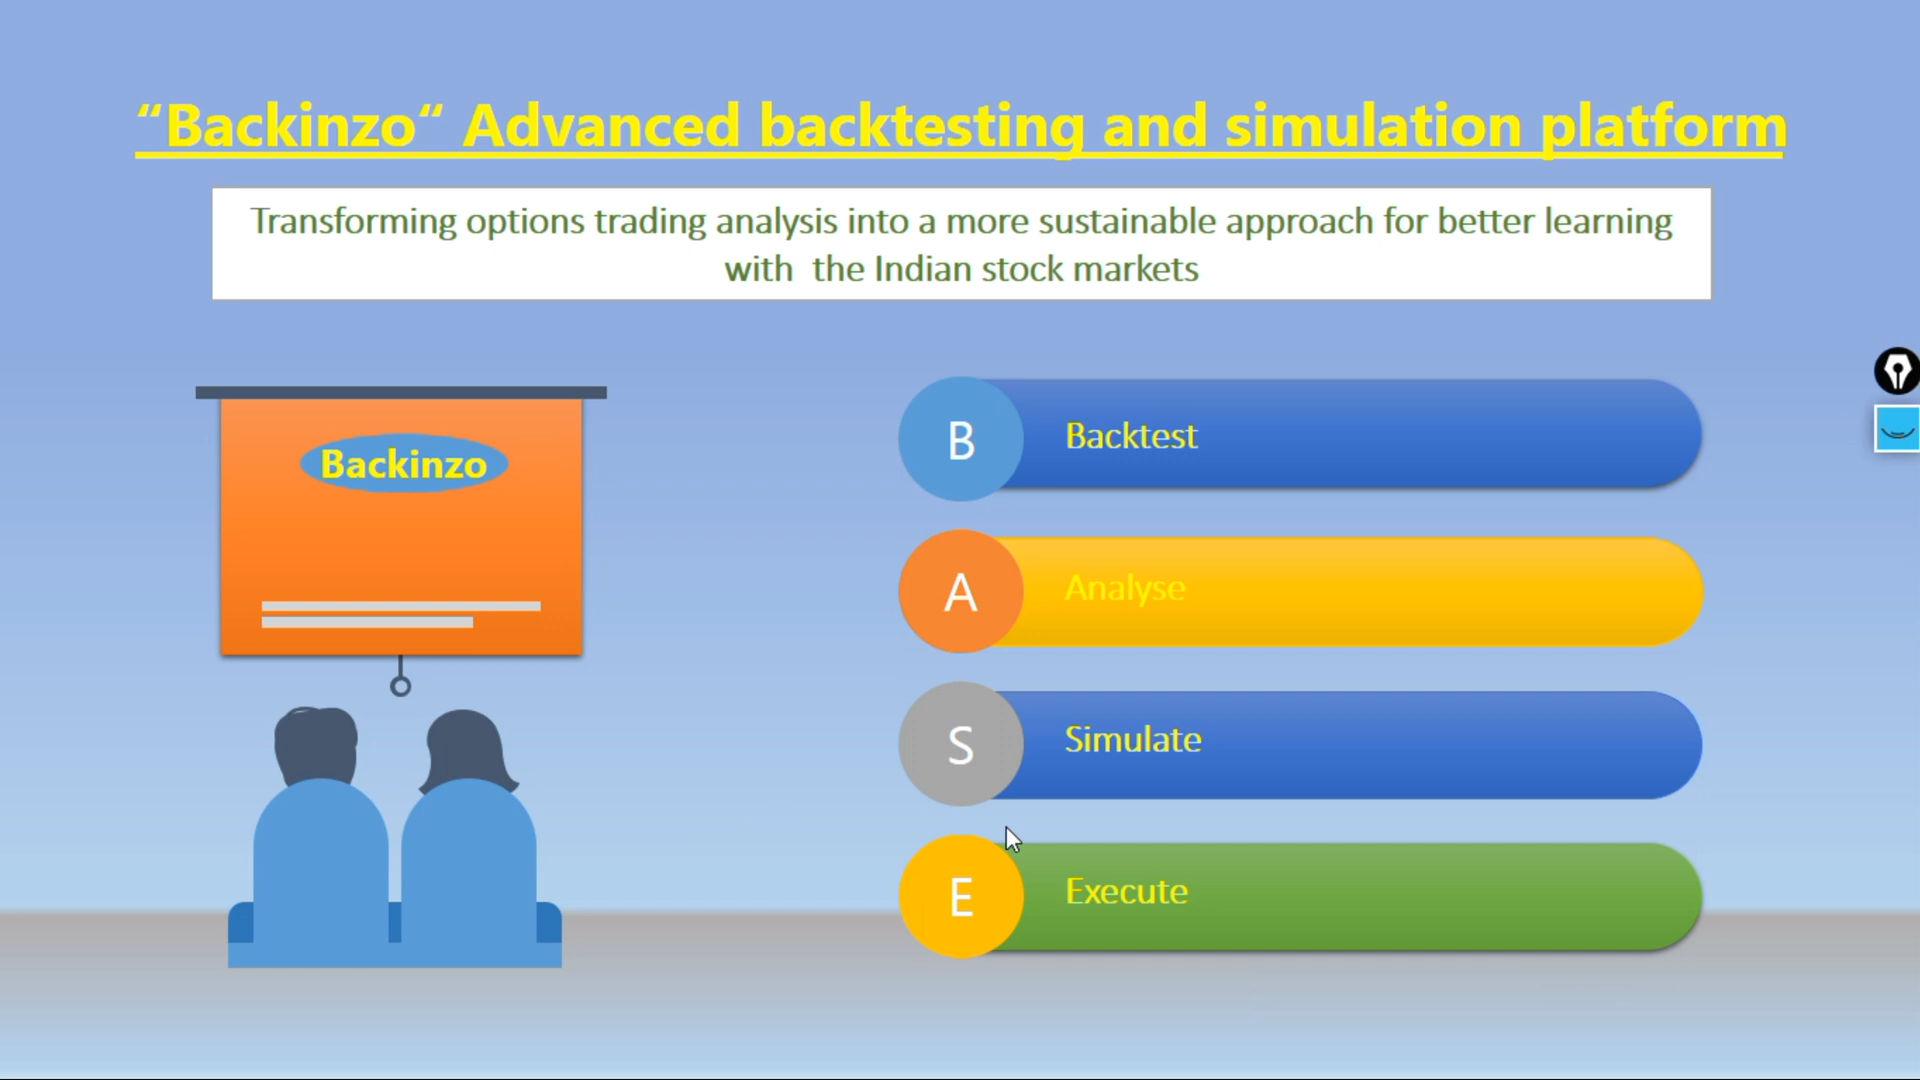 “Backinzo“ Advanced backtesting and simulation platform
Transforming options trading analysis into a more sustainable approach for better learning
with  the Indian stock markets
Backinzo
B Backtest
A Analyse
S Simulate
E Execute